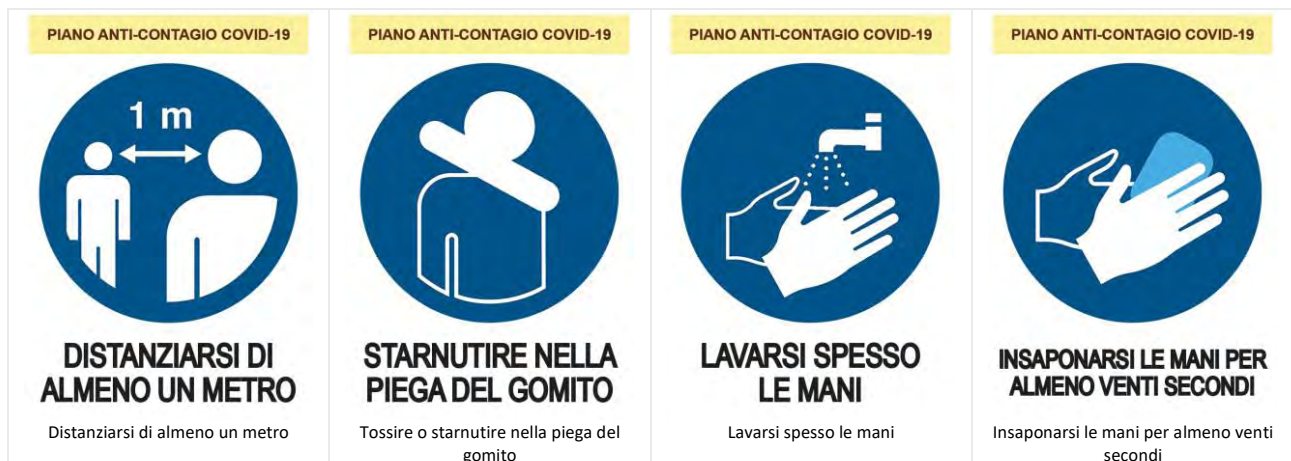 PIANO ANTI-CONTAGIO COVID-19
1 m
DISTANZIARSI DI
ALMENO UN METRO
Distanziarsi di almeno un metro
PIANO ANTI-CONTAGIO COVID-19
STARNUTIRE NELLA
PIEGA DEL GOMITO
Tossire o starnutire nella piega del
gomito
PIANO ANTI-CONTAGIO COVID-19
LAVARSI SPESSO
LE MANI
Lavarsi spesso le mani
PIANO ANTI-CONTAGIO COVID-19
INSAPONARSI LE MANI PER
ALMENO VENTI SECONDI
Insaponarsi le mani per almeno venti
secondi